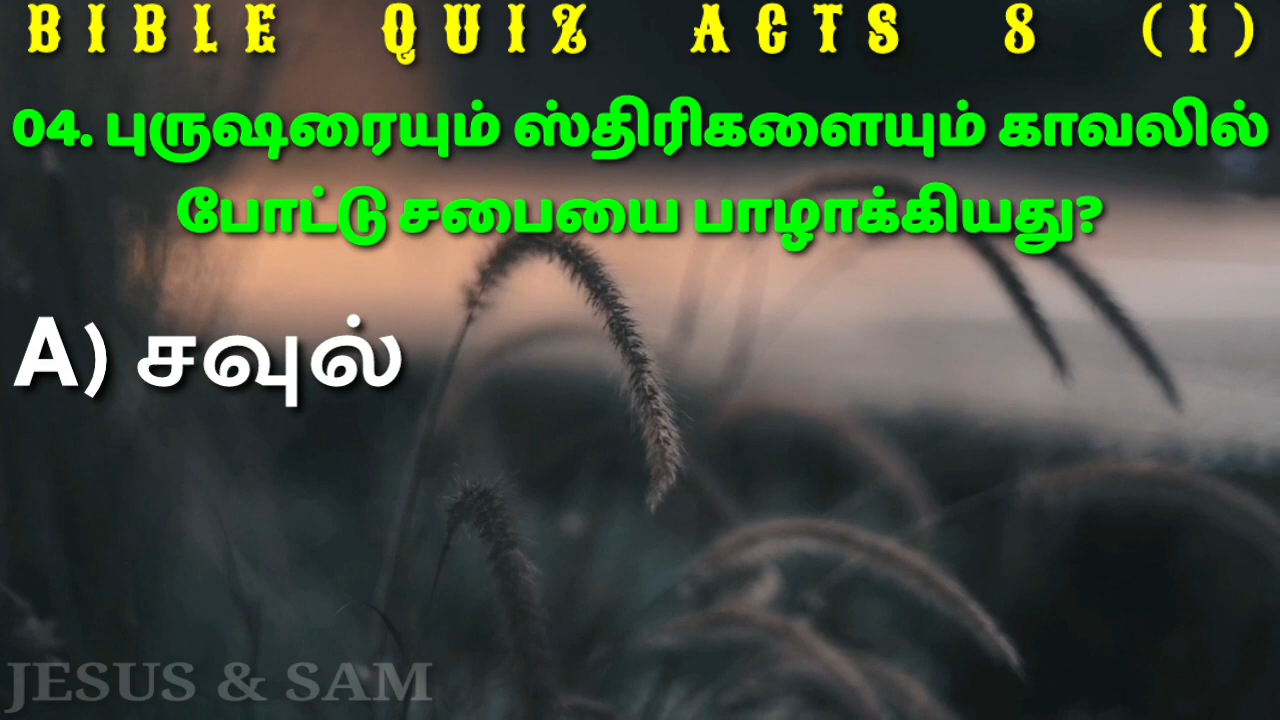 BIBLE QUIZ ACTS 8 (I)
04. புருஷரையும் ஸ்திரிகளையும் காவலில்
போட்டு சபையை பாழாக்கியது?
A) சவுல்
JESUS & SAM